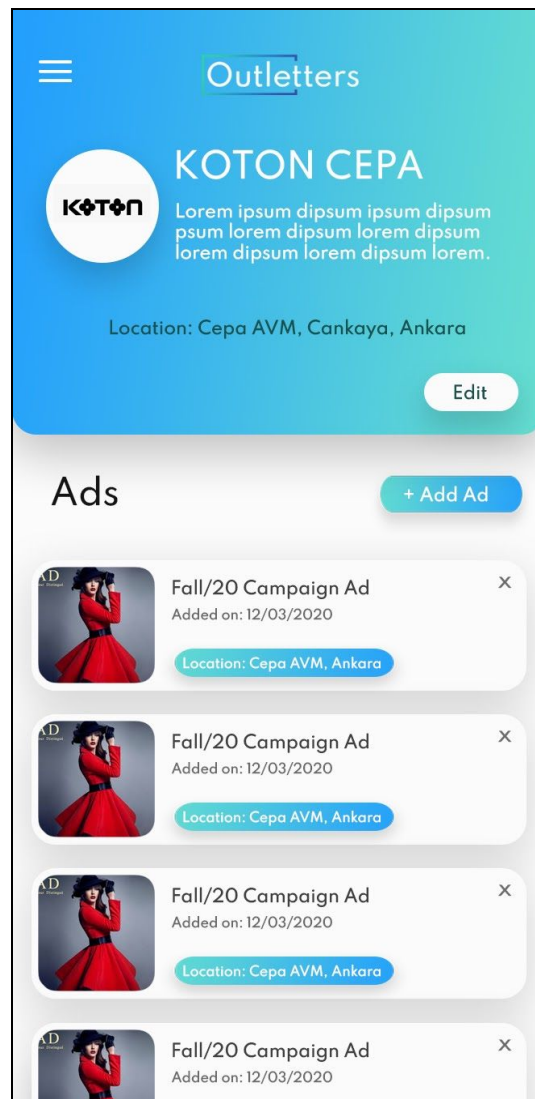 Outletters
KOTON CEPA
KOTON
Lorem ipsum dipsum ipsum dipsum
psum lorem dipsum lorem dipsum
lorem dipsum lorem dipsum lorem.
Location: Cepa AVM, Cankaya, Ankara
Edit
Ads
+ Add Ad
AD
Fall/20 Campaign Ad
x
Added on: 12/03/2020
Location: Cepa AVM, Ankara
AD
Fall/20 Campaign Ad
x
Added on: 12/03/2020
Location: Cepa AVM, Ankara
AD
Fall/20 Campaign Ad
x
Added on: 12/03/2020
Location: Cepa AVM, Ankara
AD
Fall/20 Campaign Ad
x
Added on: 12/03/2020